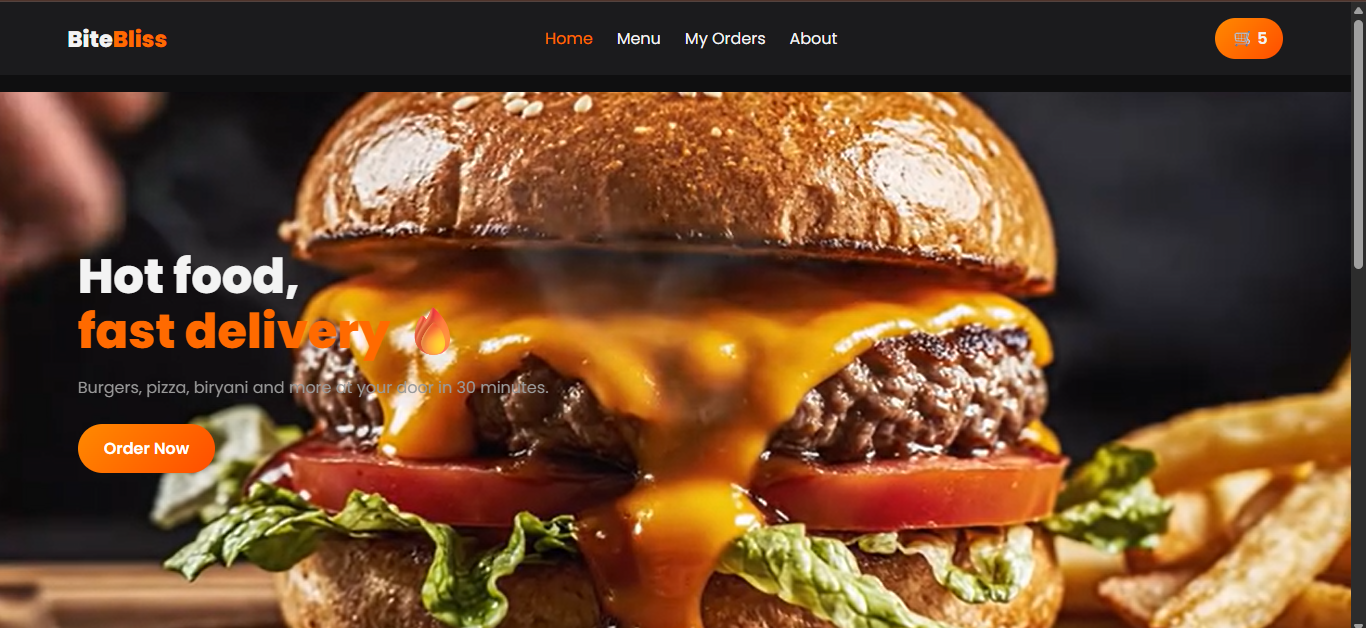 BiteBliss
Home Menu My Orders About
5
Hot food,
fast delivery
Burgers, pizza, biryani and more at your door in 30 minutes.
Order Now